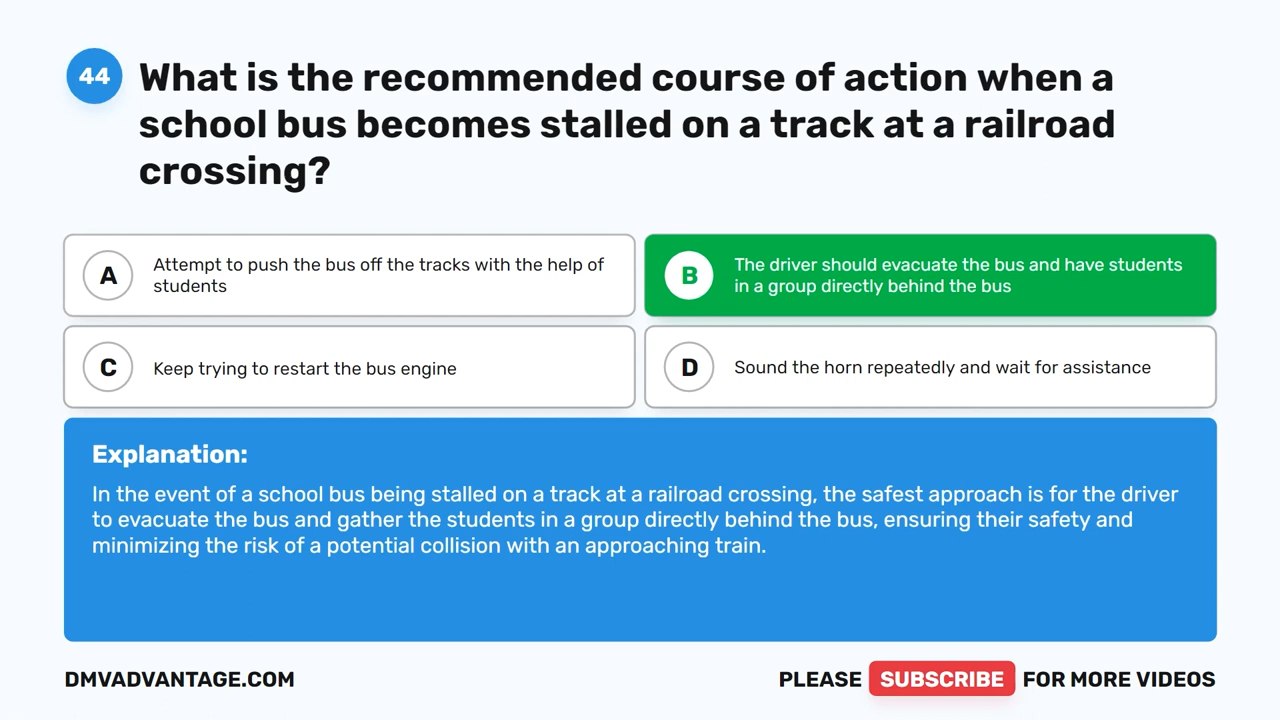 44
What is the recommended course of action when a
school bus becomes stalled on a track at a railroad
crossing?
A
Attempt to push the bus off the tracks with the help of
students
B
The driver should evacuate the bus and have students
in a group directly behind the bus
C
Keep trying to restart the bus engine
D
Sound the horn repeatedly and wait for assistance
Explanation:
In the event of a school bus being stalled on a track at a railroad crossing, the safest approach is for the driver
to evacuate the bus and gather the students in a group directly behind the bus, ensuring their safety and
minimizing the risk of a potential collision with an approaching train.
DMVADVANTAGE.COM
PLEASE SUBSCRIBE FOR MORE VIDEOS